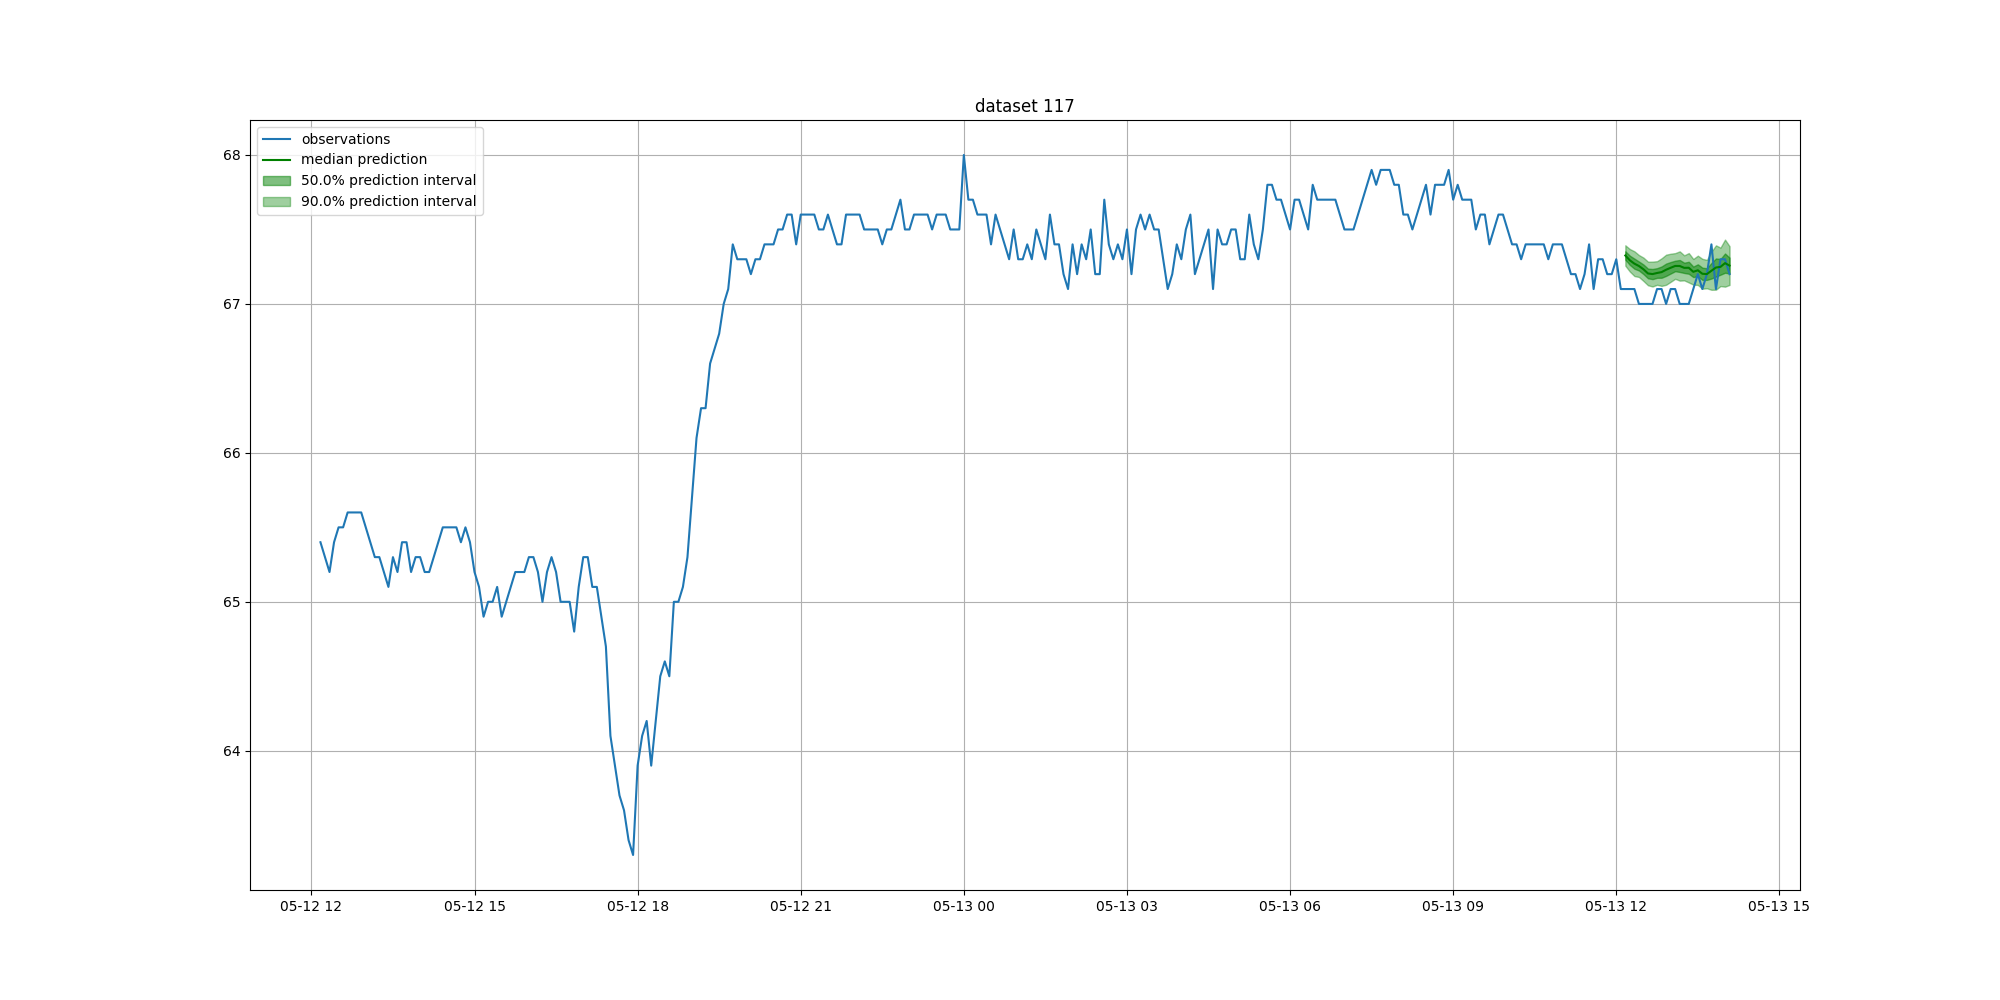 dataset 117
observations
median prediction
50.0% prediction interval
90.0% prediction interval
68
67
66
65
64
05-12 12 05-12 15 05-12 18 05-12 21 05-13 00 05-13 03 05-13 06 05-13 09 05-13 12 05-13 15